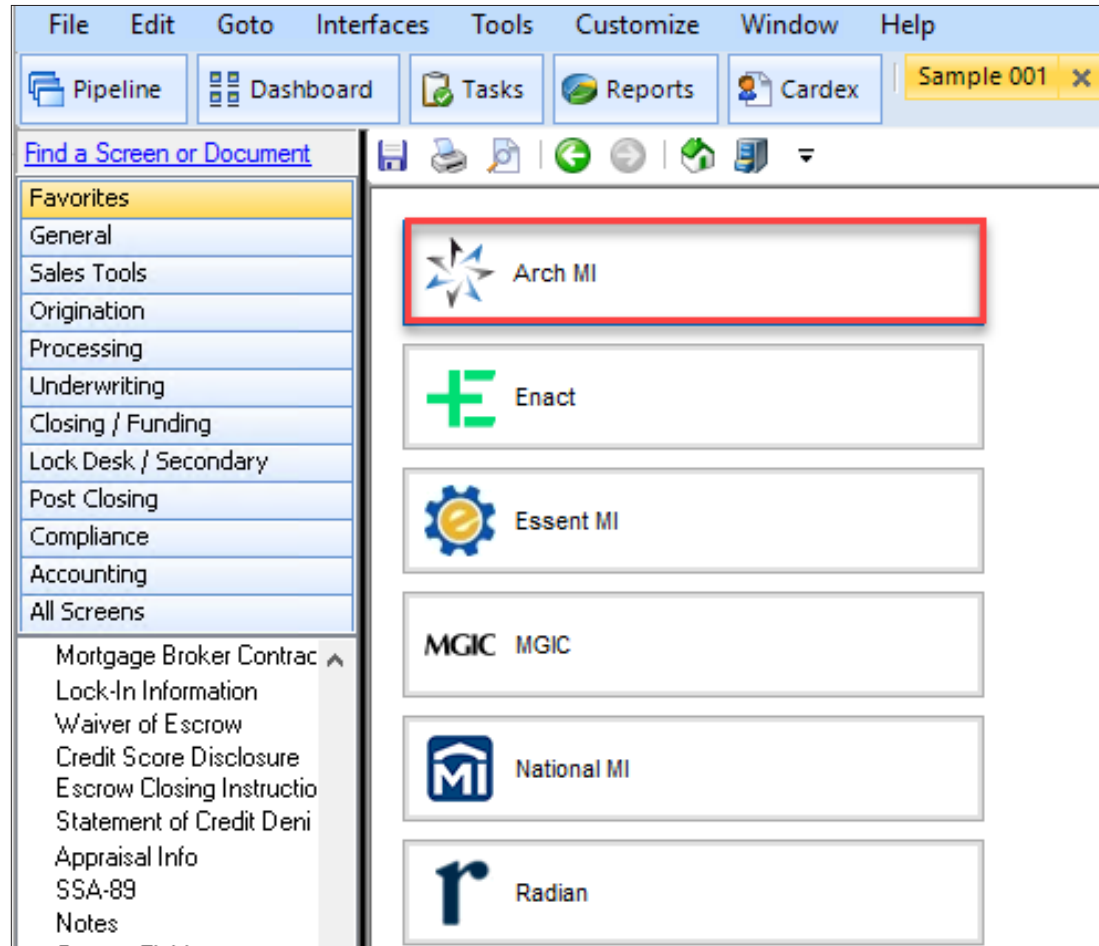 File Edit Goto Interfaces Tools Customize Window Help
Pipeline Dashboard Tasks Reports Cardex Sample 001
Find a Screen or Document
Favorites
General
Sales Tools
Origination
Processing
Underwriting
Closing / Funding
Lock Desk / Secondary
Post Closing
Compliance
Accounting
All Screens
Mortgage Broker Contrac
Lock-In Information
Waiver of Escrow
Credit Score Disclosure
Escrow Closing Instructio
Statement of Credit Deni
Appraisal Info
SSA-89
Notes
Arch MI
E Enact
e Essent MI
MGIC MGIC
MI National MI
r Radian